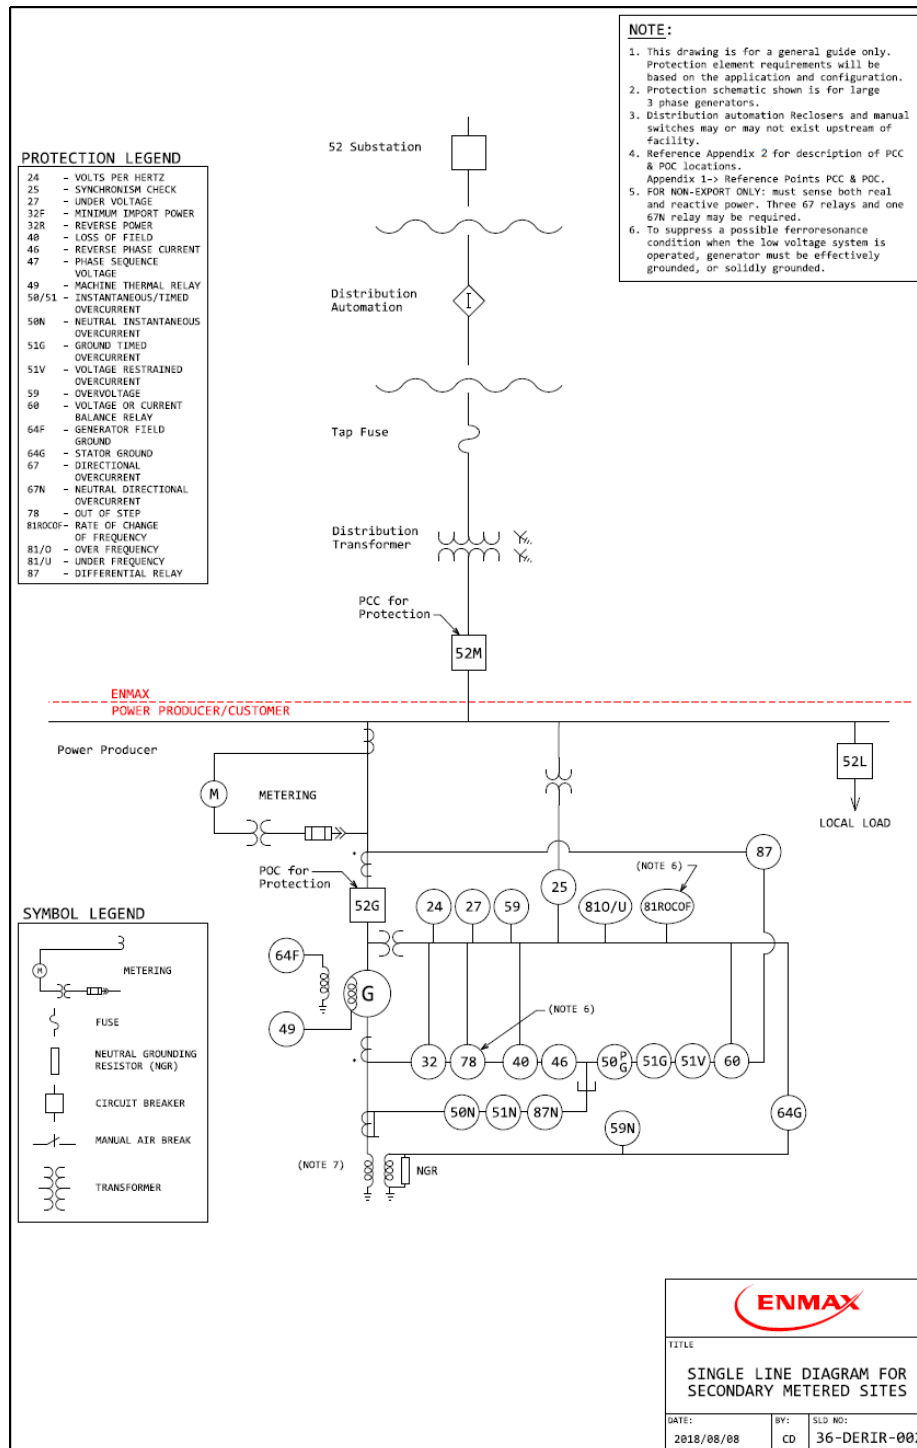 NOTE:
1. This drawing is for a general guide only.
Protection element requirements will be
based on the application and configuration.
2. Protection schematic shown is for large
3 phase generators.
3. Distribution automation Reclosers and manual
switches may or may not exist upstream of
facility.
4. Reference Appendix 2 for description of PCC
& POC locations.
Appendix 1-> Reference Points PCC & POC.
5. FOR NON-EXPORT ONLY: must sense both real
and reactive power. Three 67 relays and one
67N relay may be required.
6. To suppress a possible ferroresonance
condition when the low voltage system is
operated, generator must be effectively
grounded, or solidly grounded.
PROTECTION LEGEND
24 - VOLTS PER HERTZ
25 - SYNCHRONISM CHECK
27 - UNDER VOLTAGE
32F - MINIMUM IMPORT POWER
32R - REVERSE POWER
40 - LOSS OF FIELD
46 - REVERSE PHASE CURRENT
47 - PHASE SEQUENCE
VOLTAGE
49 - MACHINE THERMAL RELAY
50/51 - INSTANTANEOUS/TIMED
OVERCURRENT
50N - NEUTRAL INSTANTANEOUS
OVERCURRENT
51G - GROUND TIMED
OVERCURRENT
51V - VOLTAGE RESTRAINED
OVERCURRENT
59 - OVERVOLTAGE
60 - VOLTAGE OR CURRENT
BALANCE RELAY
64F - GENERATOR FIELD
GROUND
64G - STATOR GROUND
67 - DIRECTIONAL
OVERCURRENT
67N - NEUTRAL DIRECTIONAL
OVERCURRENT
78 - OUT OF STEP
81ROCOF- RATE OF CHANGE
OF FREQUENCY
81/O - OVER FREQUENCY
81/U - UNDER FREQUENCY
87 - DIFFERENTIAL RELAY
52 Substation
Distribution
Automation
I
Tap Fuse
Distribution
Transformer
PCC for
Protection
52M
ENMAX
POWER PRODUCER/CUSTOMER
Power Producer
52L
LOCAL LOAD
M
METERING
87
(NOTE 6)
POC for
Protection
52G
24
27
59
25
81O/U
81ROCOF
64F
G
49
(NOTE 6)
32
78
40
46
50 P
G
51G
51V
60
50N
51N
87N
59N
64G
(NOTE 7)
NGR
SYMBOL LEGEND
M
METERING
FUSE
NEUTRAL GROUNDING
RESISTOR (NGR)
CIRCUIT BREAKER
MANUAL AIR BREAK
TRANSFORMER
ENMAX
TITLE
SINGLE LINE DIAGRAM FOR
SECONDARY METERED SITES
DATE: BY: SLD NO:
2018/08/08 CD 36-DERIR-002